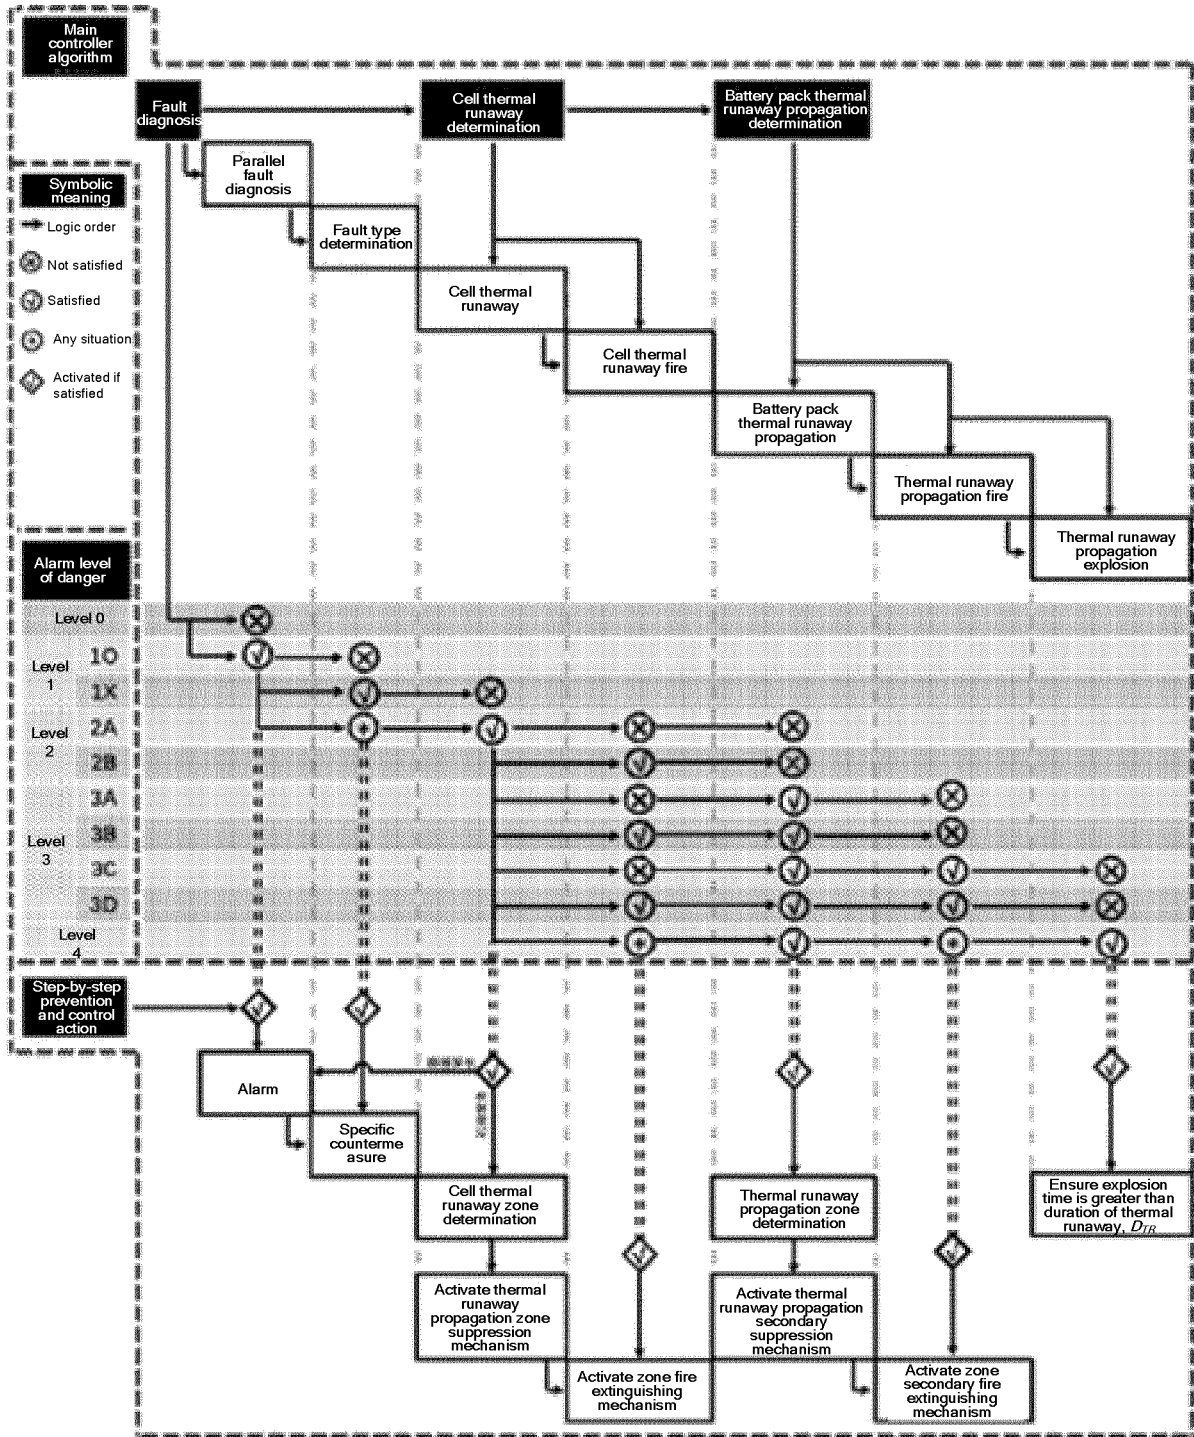 Main
controller
algorithm
Fault
diagnosis
Cell thermal
runaway
determination
Battery pack thermal
runaway propagation
determination
Parallel
fault
diagnosis
Symbolic
meaning
Logic order
Not satisfied
Satisfied
Any situation
Activated if
satisfied
Fault type
determination
Cell thermal
runaway
Cell thermal
runaway fire
Battery pack
thermal runaway
propagation
Thermal runaway
propagation fire
Thermal runaway
propagation
explosion
Alarm level
of danger
Level 0
Level
1
1O
1X
Level
2
2A
2B
Level
3
3A
3B
3C
3D
Level
4
Step-by-step
prevention
and control
action
Alarm
Specific
counterme
asure
Cell thermal
runaway zone
determination
Thermal runaway
propagation zone
determination
Ensure explosion
time is greater than
duration of thermal
runaway, DTR
Activate thermal
runaway
propagation zone
suppression
mechanism
Activate thermal
runaway propagation
secondary
suppression
mechanism
Activate zone fire
extinguishing
mechanism
Activate zone
secondary fire
extinguishing
mechanism